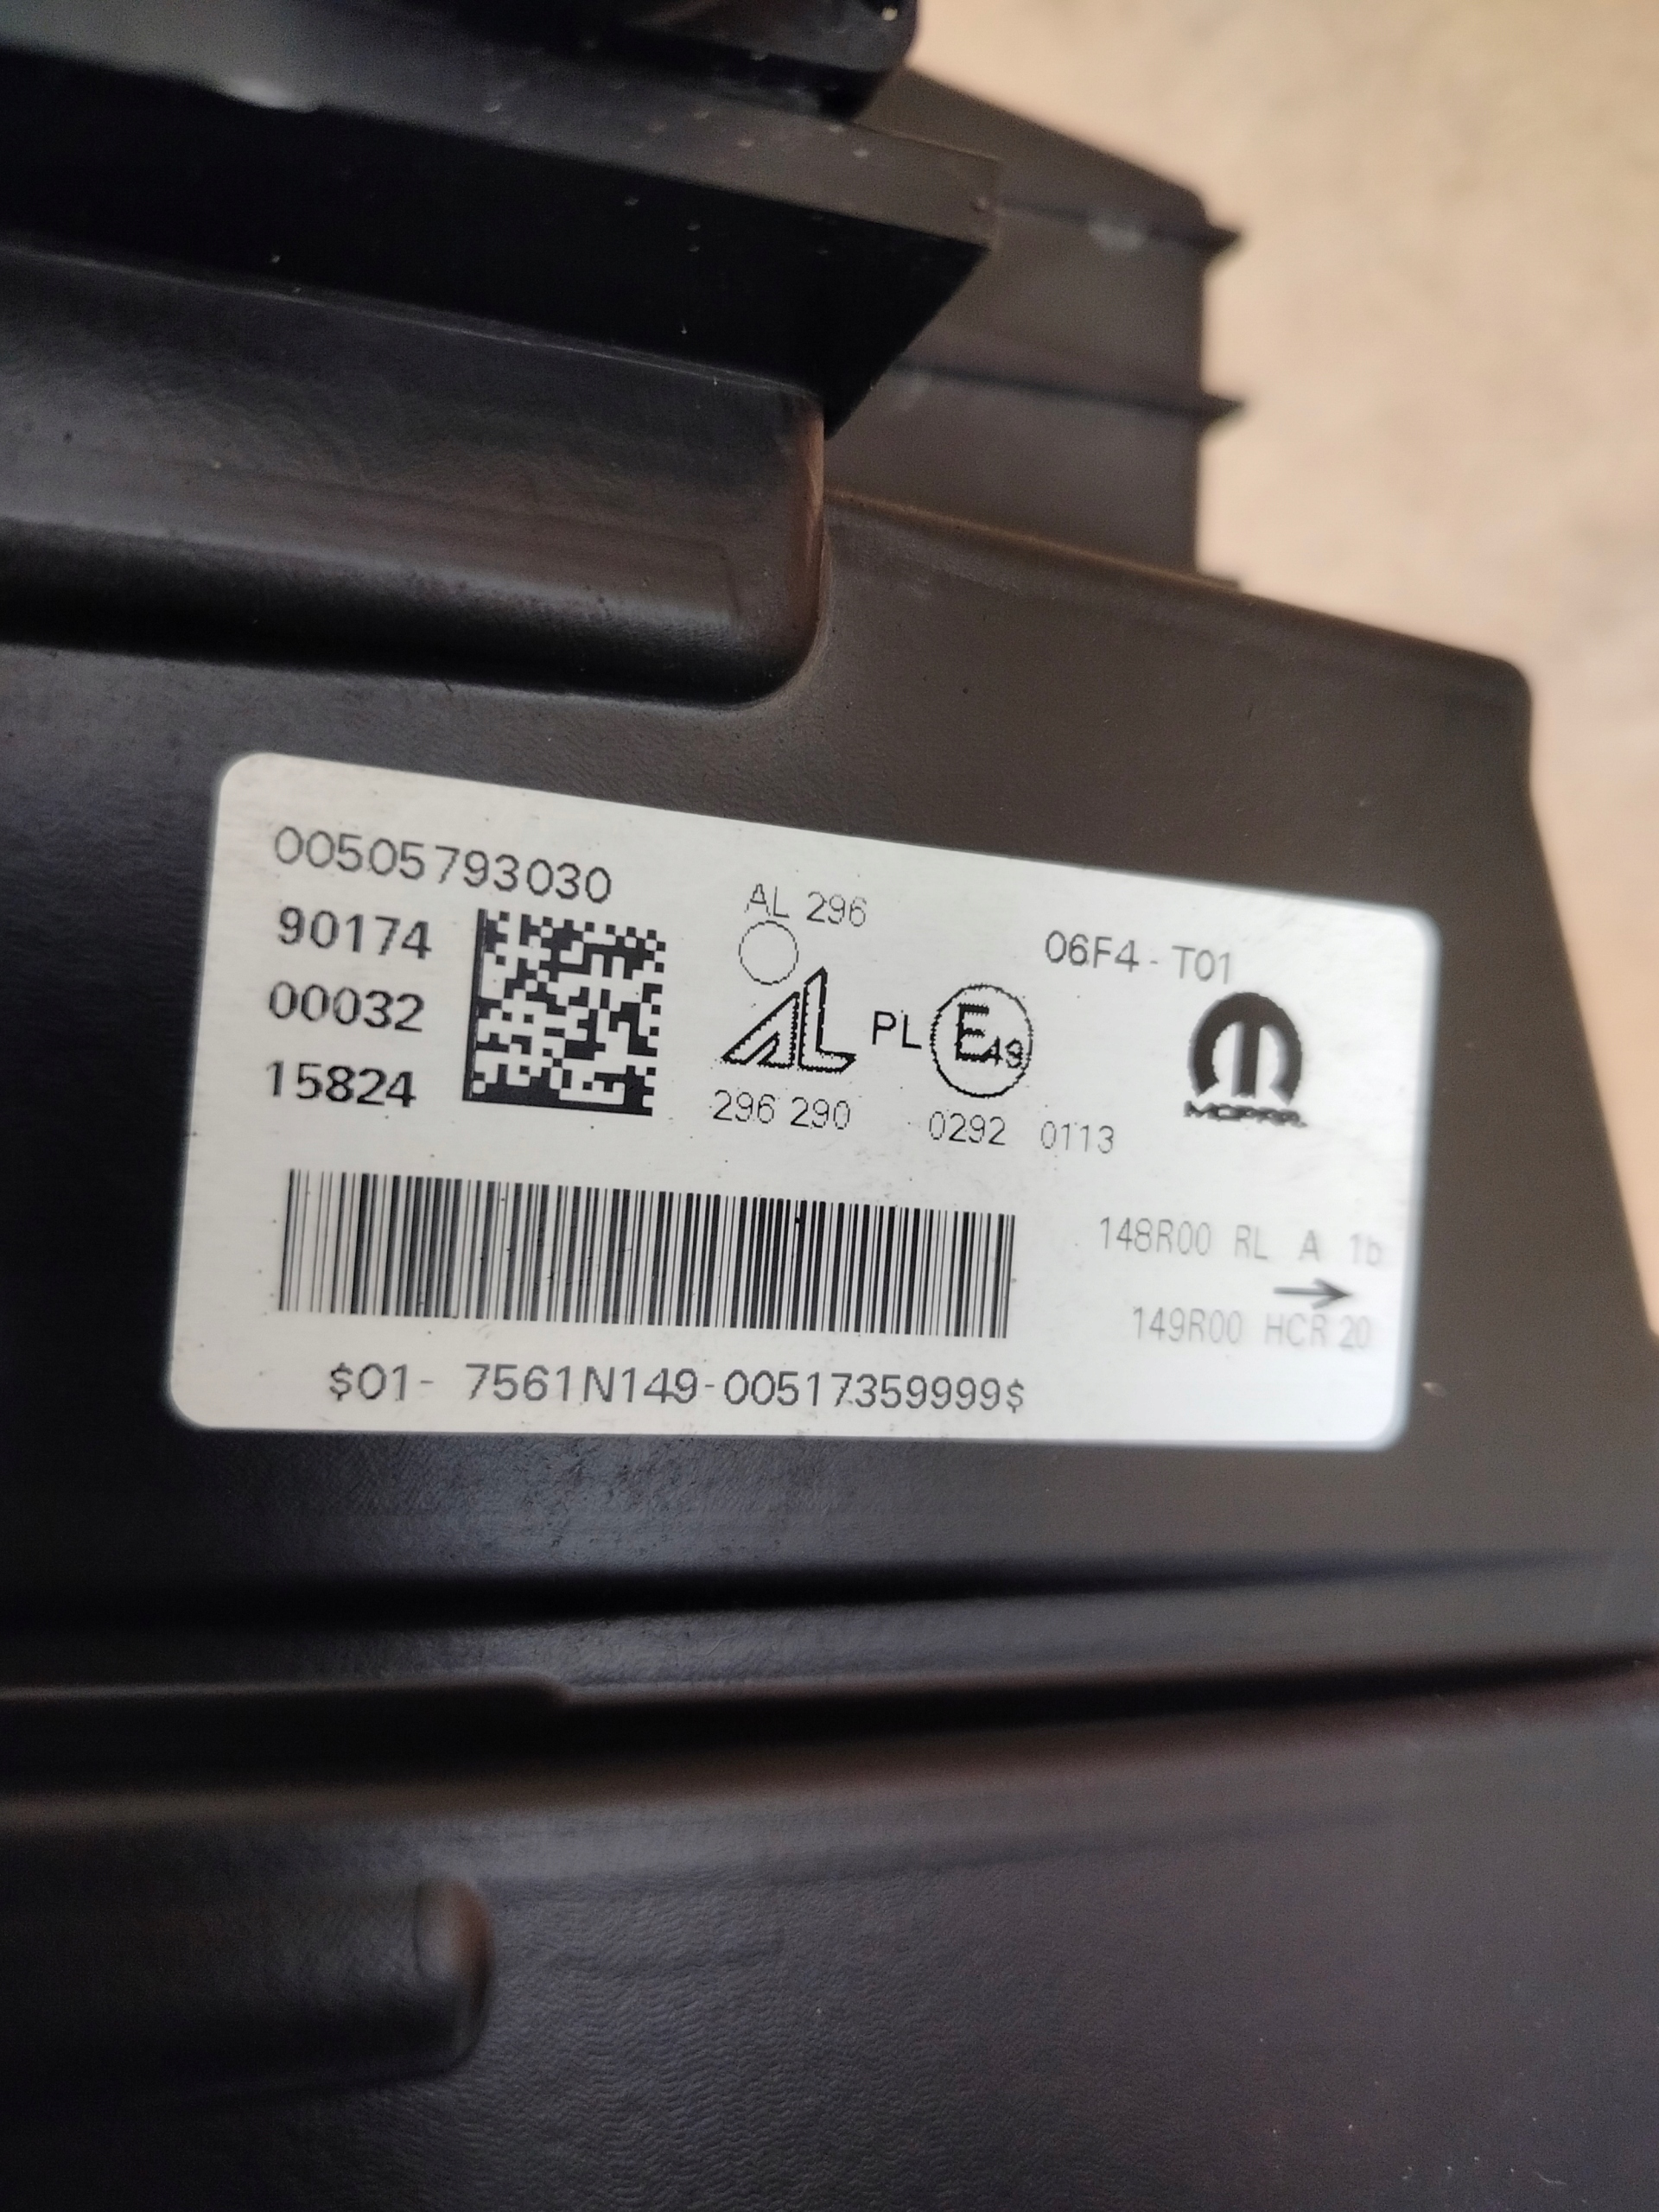 00505793030
90174
00032
15824
AL 296
AL PL E49
296 290 0292 0113
06F4 - T01
MOPAR
148R00 RL A 1b
149R00 HCR 20
$01- 7561N149-00517359999$